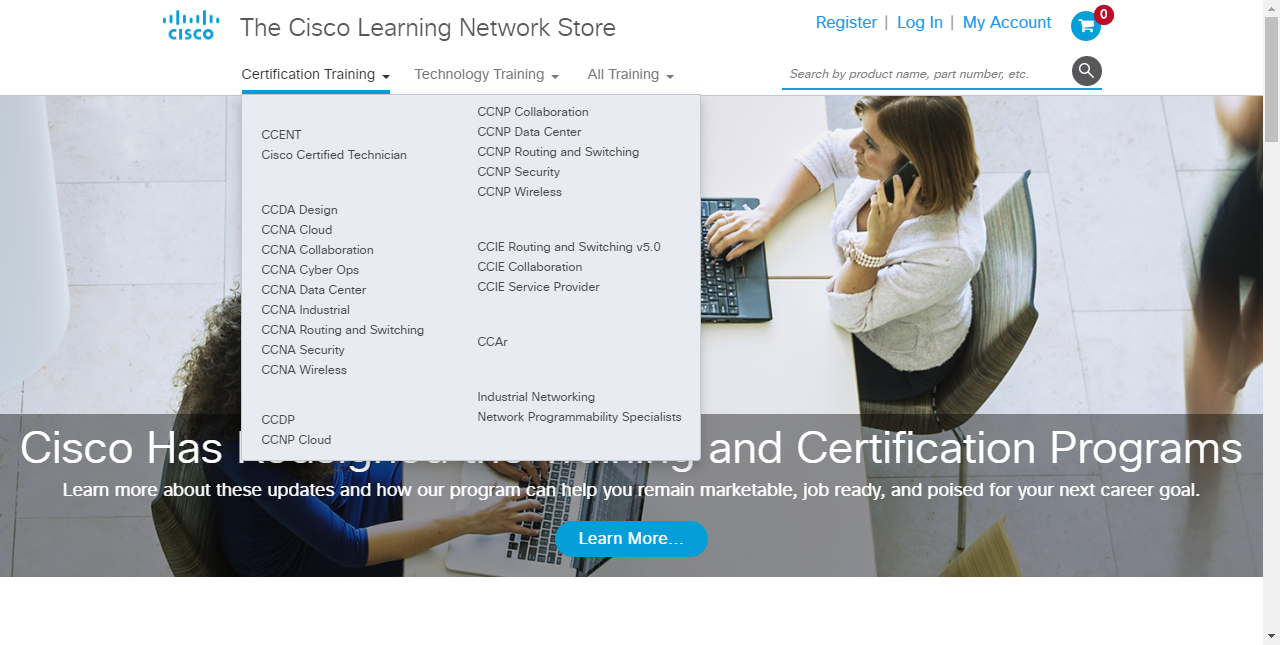 cisco
The Cisco Learning Network Store
Register | Log In | My Account
0
Certification Training
Technology Training
All Training
Search by product name, part number, etc.
CCENT
Cisco Certified Technician
CCDA Design
CCNA Cloud
CCNA Collaboration
CCNA Cyber Ops
CCNA Data Center
CCNA Industrial
CCNA Routing and Switching
CCNA Security
CCNA Wireless
CCDP
CCNP Cloud
CCNP Collaboration
CCNP Data Center
CCNP Routing and Switching
CCNP Security
CCNP Wireless
CCIE Routing and Switching v5.0
CCIE Collaboration
CCIE Service Provider
CCAr
Industrial Networking
Network Programmability Specialists
Cisco Has Redesigned the Training and Certification Programs
Learn more about these updates and how our program can help you remain marketable, job ready, and poised for your next career goal.
Learn More...